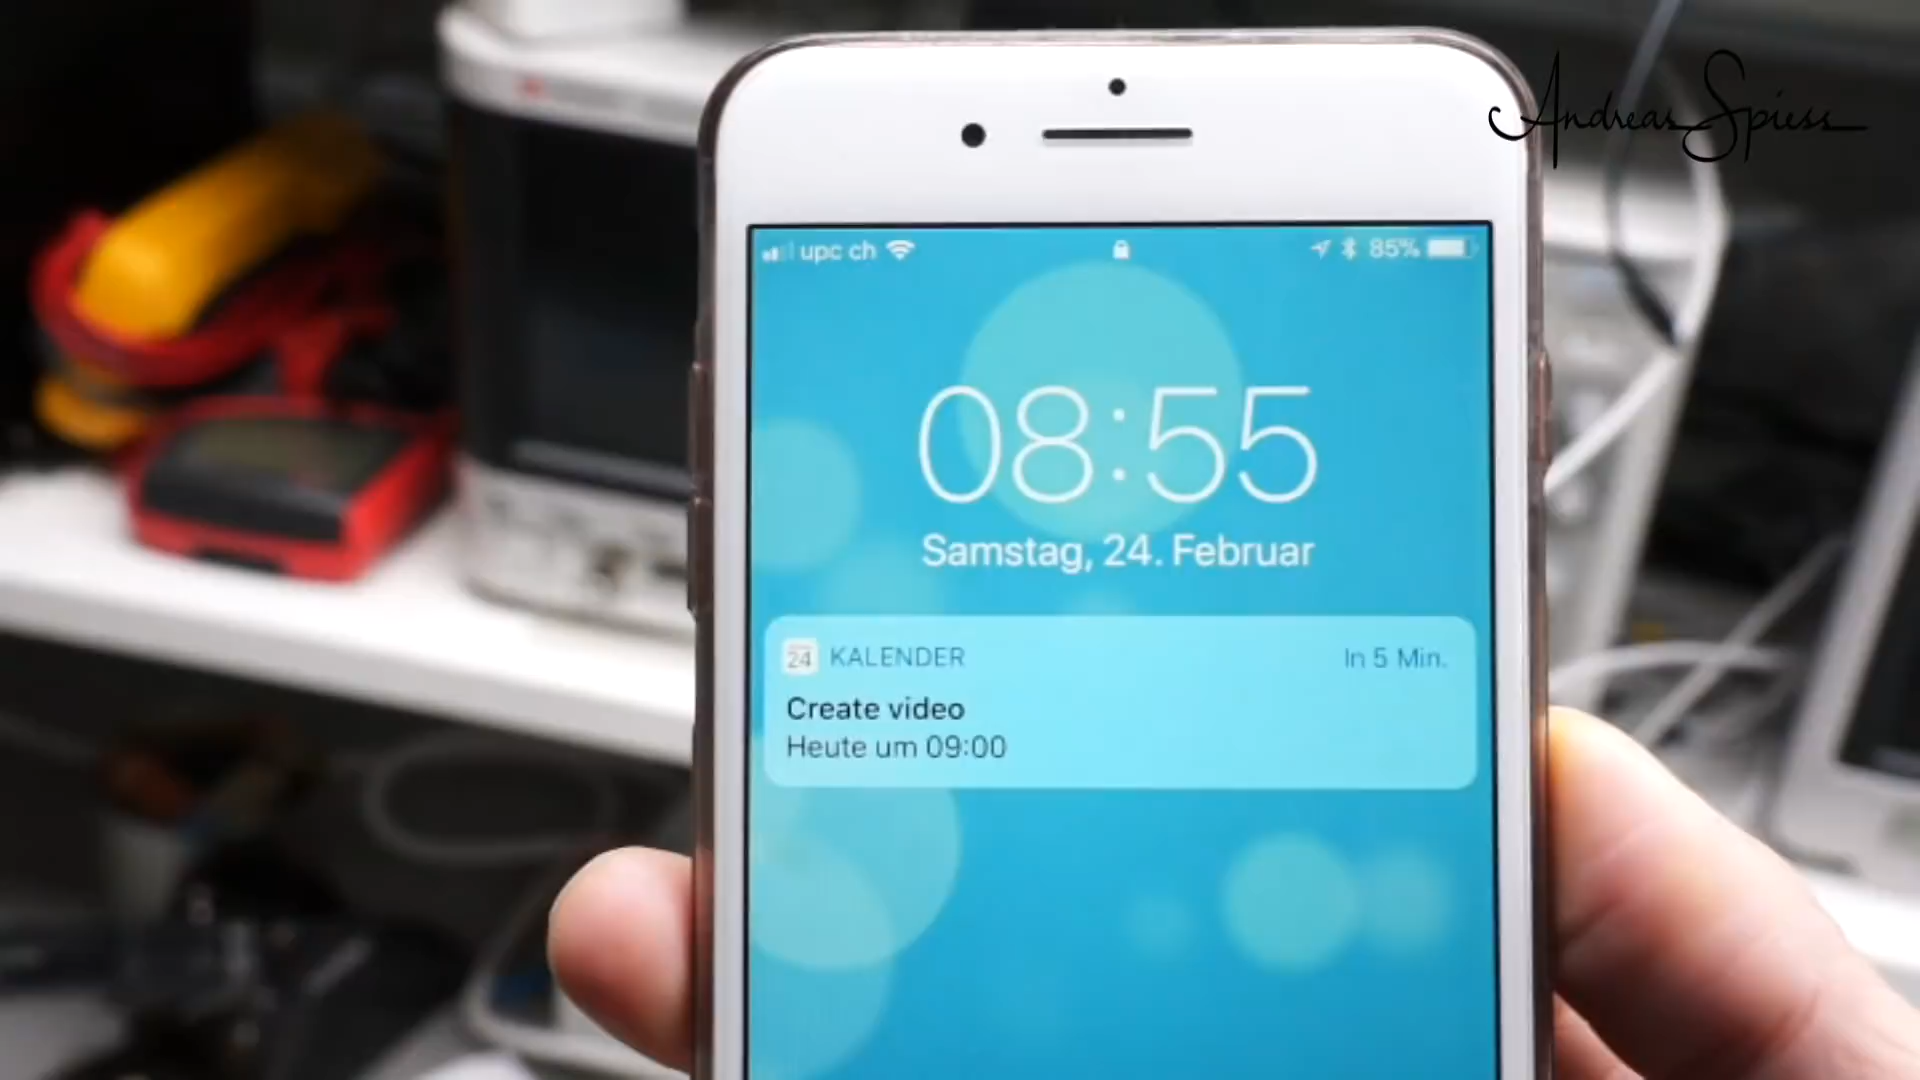 Andreas Spiess
upc ch
85%
08:55
Samstag, 24. Februar
24 KALENDER
In 5 Min.
Create video
Heute um 09:00